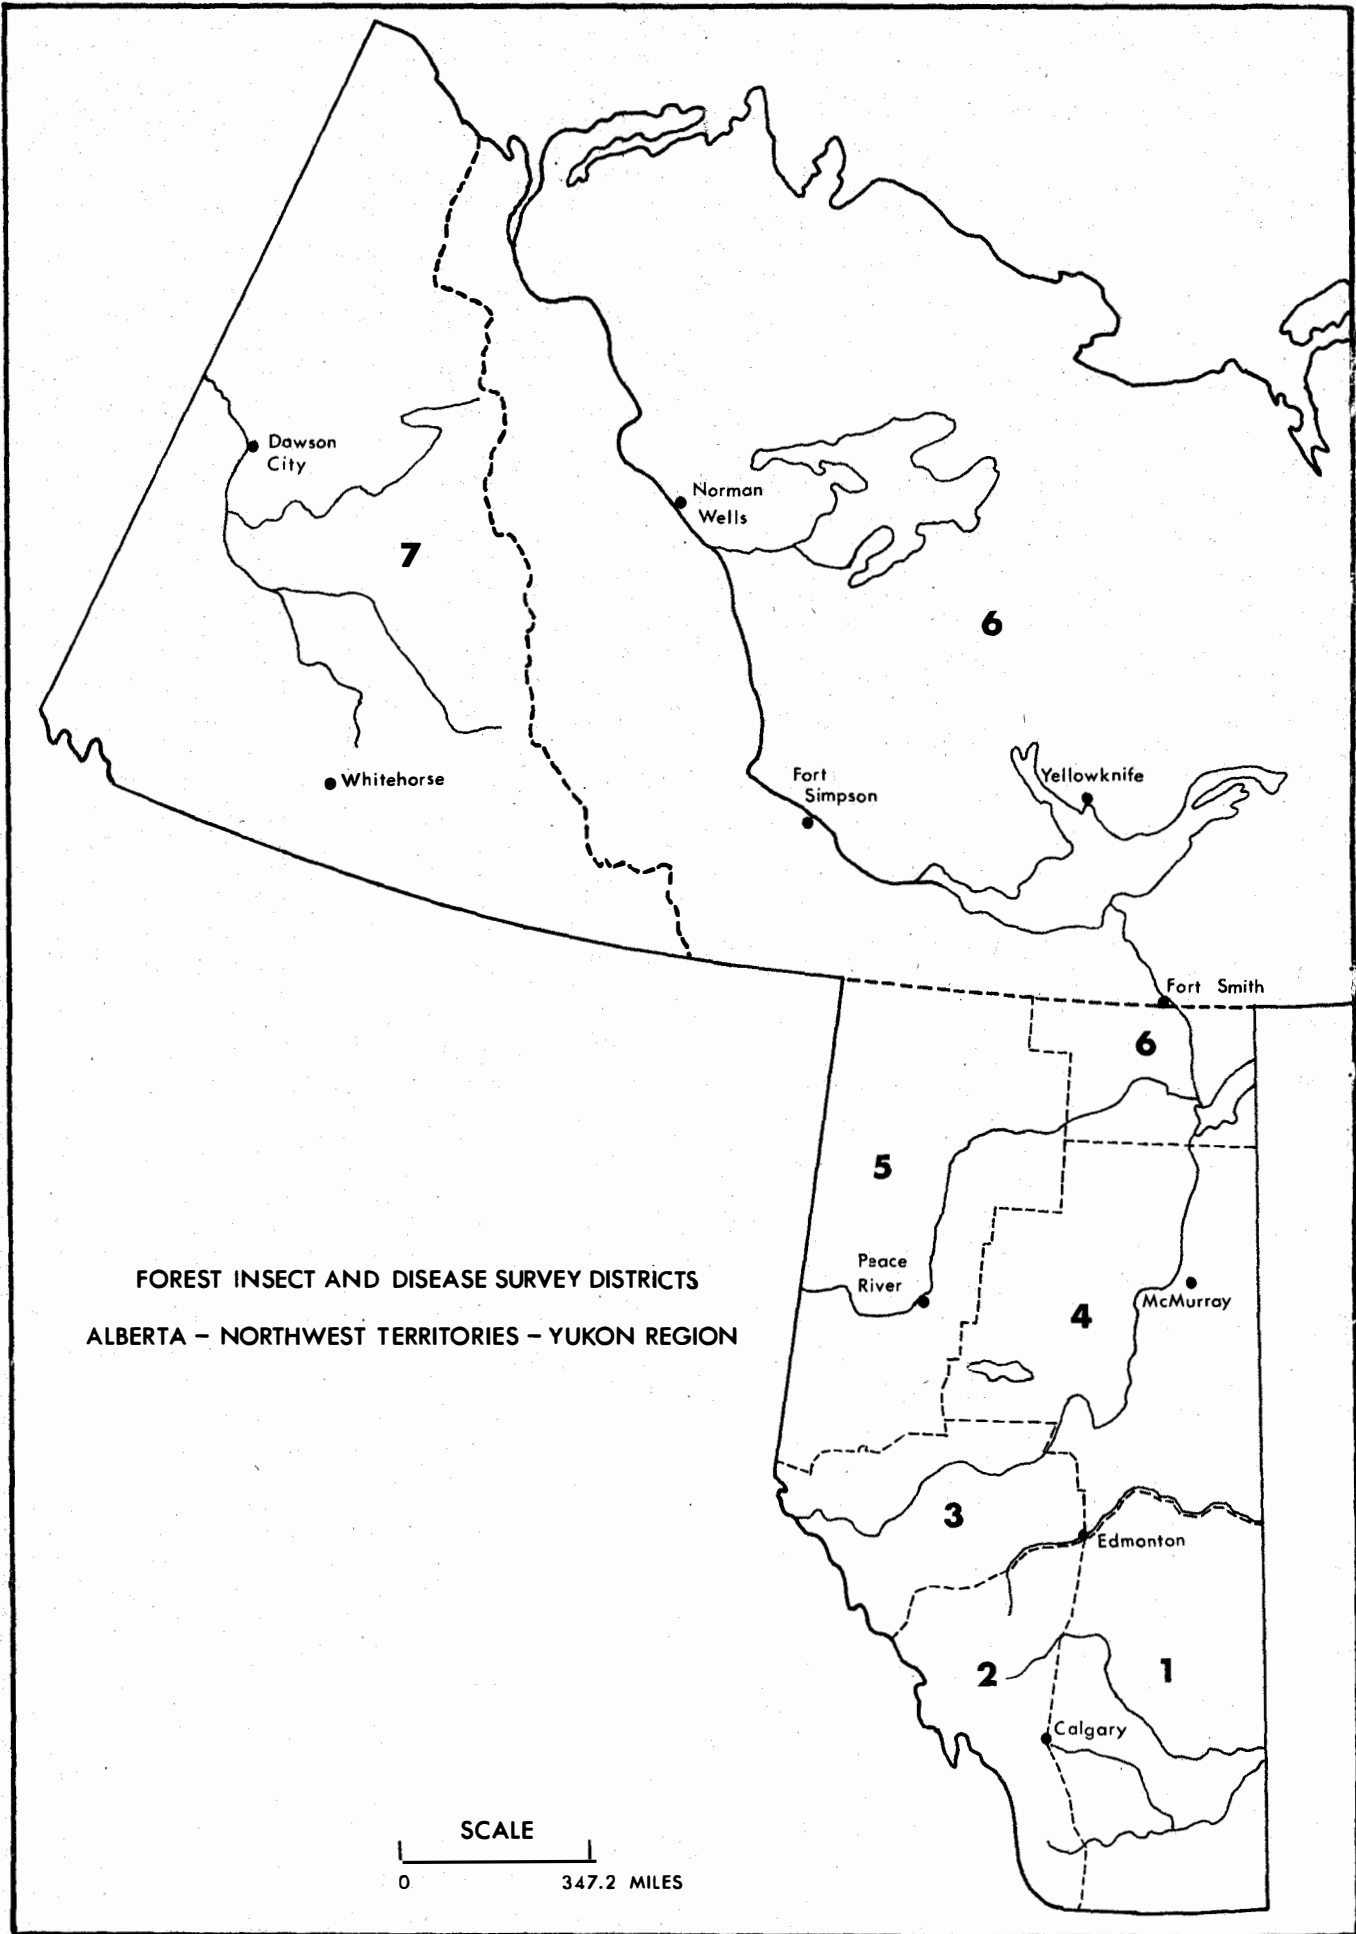 Dawson
City
Norman
Wells
7
6
Whitehorse
Fort
Simpson
Yellowknife
Fort Smith
6
5
Peace
River
McMurray
4
FOREST INSECT AND DISEASE SURVEY DISTRICTS
ALBERTA – NORTHWEST TERRITORIES – YUKON REGION
3
Edmonton
2
1
Calgary
SCALE
0 347.2 MILES